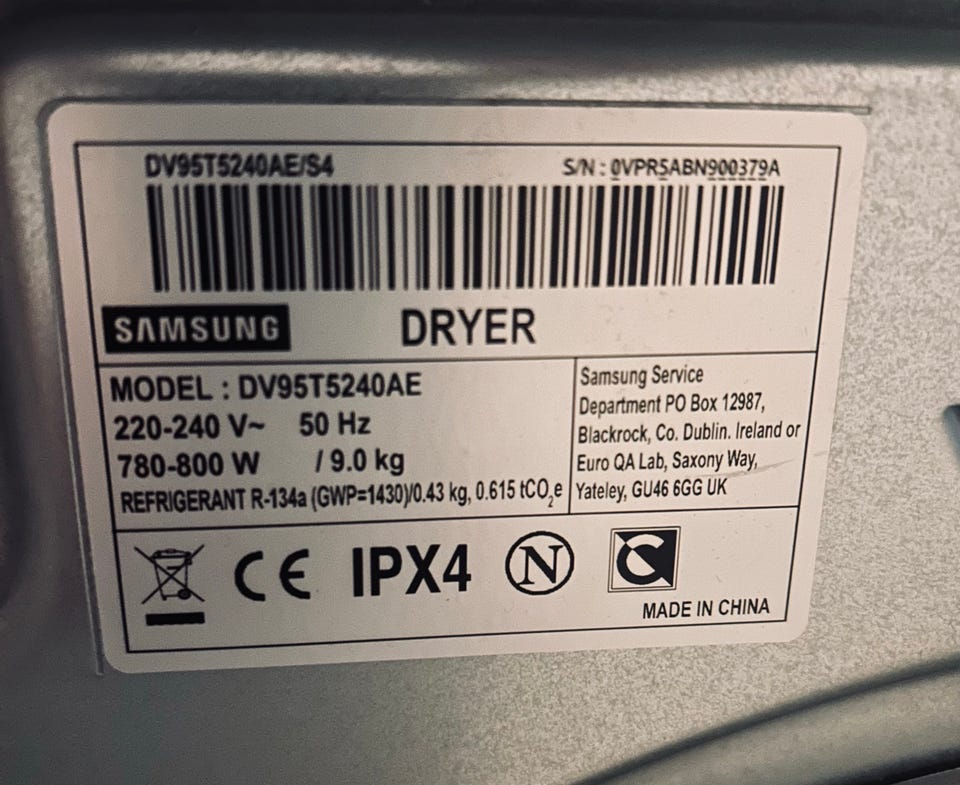 DV95T5240AE/S4 S/N : 0VPR5ABN900379A
SAMSUNG DRYER
MODEL : DV95T5240AE
220-240 V~ 50 Hz
780-800 W / 9.0 kg
REFRIGERANT R-134a (GWP=1430)/0.43 kg, 0.615 tCO₂e
Samsung Service
Department PO Box 12987,
Blackrock, Co. Dublin. Ireland or
Euro QA Lab, Saxony Way,
Yateley, GU46 6GG UK
CE IPX4 N
MADE IN CHINA